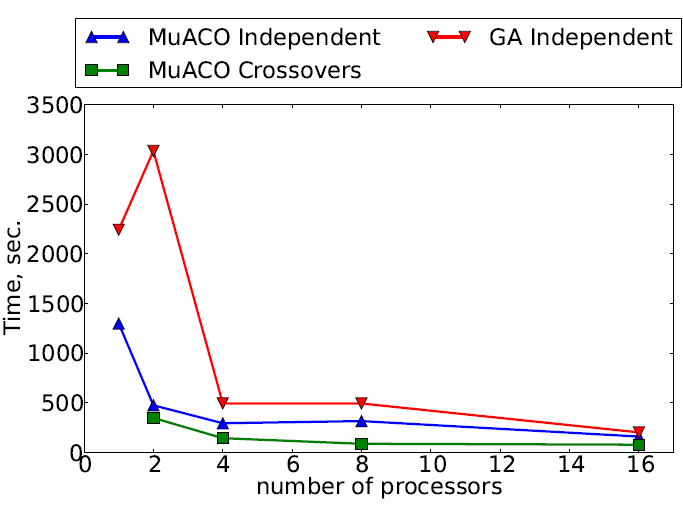 MuACO Independent
GA Independent
MuACO Crossovers
3500
3000
2500
2000
1500
1000
500
0
Time, sec.
0 2 4 6 8 10 12 14 16
number of processors